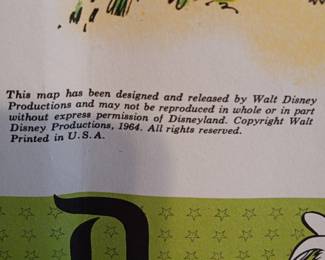 This map has been designed and released by Walt Disney
Productions and may not be reproduced in whole or in part
without express permission of Disneyland. Copyright Walt
Disney Productions, 1964. All rights reserved.
Printed in U.S.A.